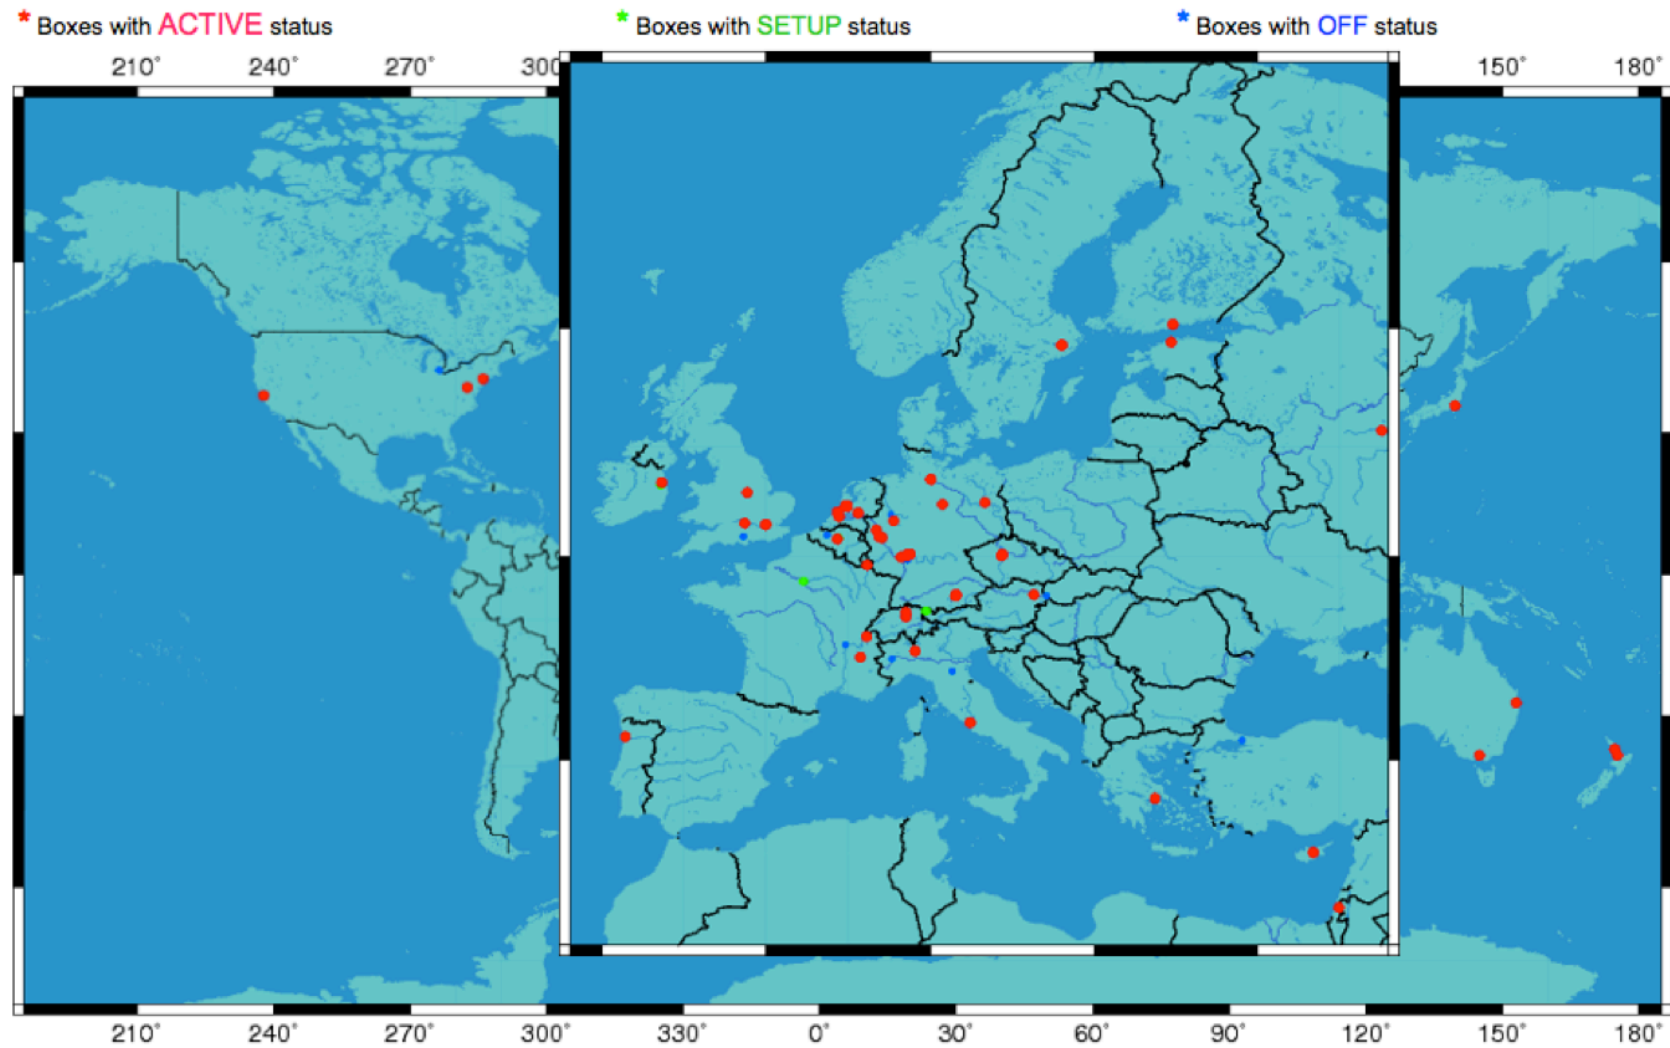 * Boxes with ACTIVE status * Boxes with SETUP status * Boxes with OFF status
210° 240° 270° 300 150° 180°
210° 240° 270° 300° 330° 0° 30° 60° 90° 120° 150° 180°